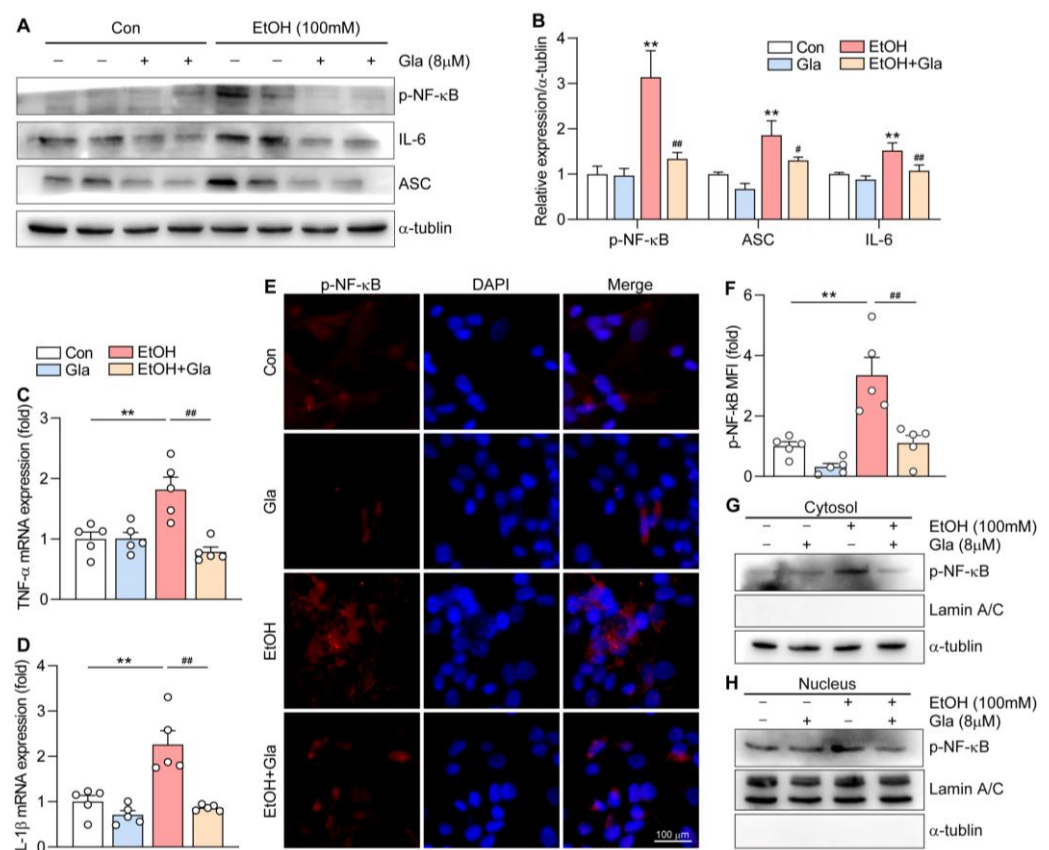 A
Con
EtOH (100mM)
– – + + – – + + Gla (8μM)
p-NF-κB
IL-6
ASC
α-tublin
B
Relative expression/α-tublin
4
3
2
1
0
Con
EtOH
Gla
EtOH+Gla
**
##
**
#
**
##
p-NF-κB
ASC
IL-6
Con
EtOH
Gla
EtOH+Gla
C
TNF-α mRNA expression (fold)
3
2
1
0
**
##
D
IL-1β mRNA expression (fold)
4
3
2
1
0
**
##
E
p-NF-κB
DAPI
Merge
Con
Gla
EtOH
EtOH+Gla
100 μm
F
p-NF-kB MFI (fold)
6
4
2
0
**
##
G
Cytosol
– – + + EtOH (100mM)
– + – + Gla (8μM)
p-NF-κB
Lamin A/C
α-tublin
H
Nucleus
– – + + EtOH (100mM)
– + – + Gla (8μM)
p-NF-κB
Lamin A/C
α-tublin